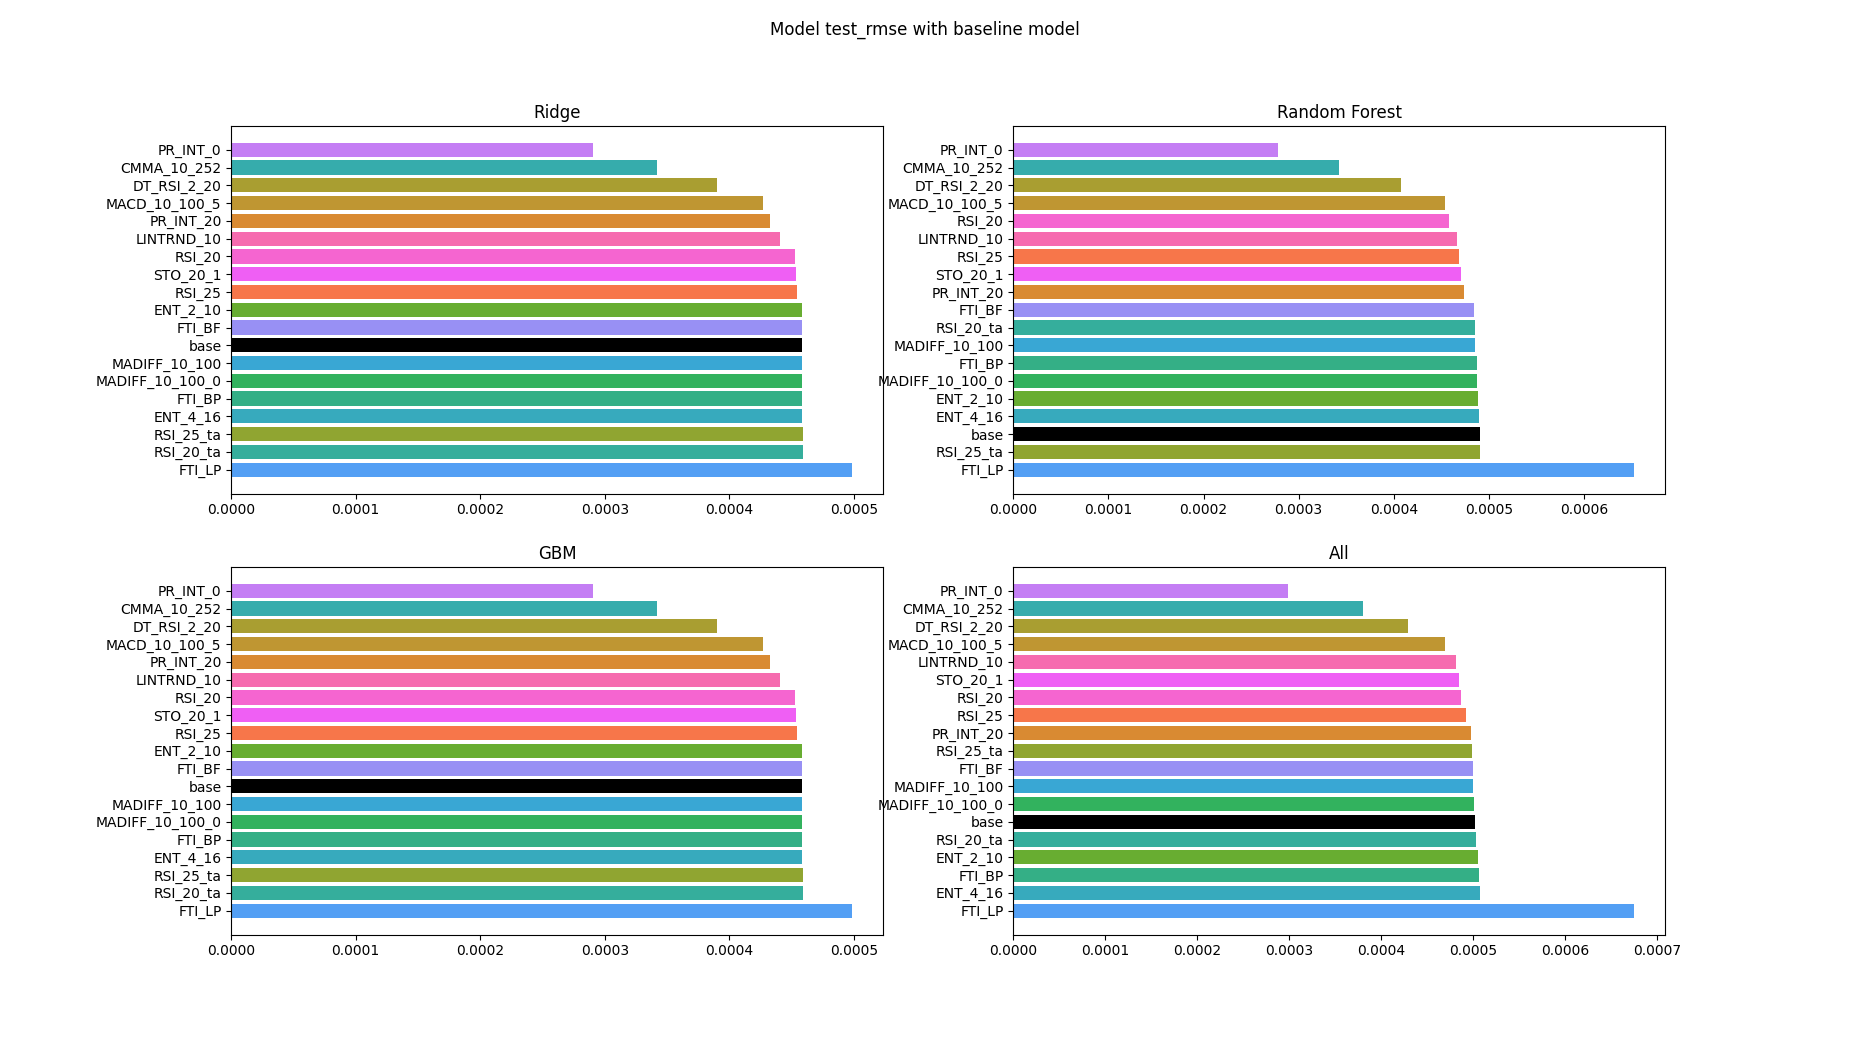 Model test_rmse with baseline model
Ridge
PR_INT_0
CMMA_10_252
DT_RSI_2_20
MACD_10_100_5
PR_INT_20
LINTRND_10
RSI_20
STO_20_1
RSI_25
ENT_2_10
FTI_BF
base
MADIFF_10_100
MADIFF_10_100_0
FTI_BP
ENT_4_16
RSI_25_ta
RSI_20_ta
FTI_LP
0.0000 0.0001 0.0002 0.0003 0.0004 0.0005
Random Forest
PR_INT_0
CMMA_10_252
DT_RSI_2_20
MACD_10_100_5
RSI_20
LINTRND_10
RSI_25
STO_20_1
PR_INT_20
FTI_BF
RSI_20_ta
MADIFF_10_100
FTI_BP
MADIFF_10_100_0
ENT_2_10
ENT_4_16
base
RSI_25_ta
FTI_LP
0.0000 0.0001 0.0002 0.0003 0.0004 0.0005 0.0006
GBM
PR_INT_0
CMMA_10_252
DT_RSI_2_20
MACD_10_100_5
PR_INT_20
LINTRND_10
RSI_20
STO_20_1
RSI_25
ENT_2_10
FTI_BF
base
MADIFF_10_100
MADIFF_10_100_0
FTI_BP
ENT_4_16
RSI_25_ta
RSI_20_ta
FTI_LP
0.0000 0.0001 0.0002 0.0003 0.0004 0.0005
All
PR_INT_0
CMMA_10_252
DT_RSI_2_20
MACD_10_100_5
LINTRND_10
STO_20_1
RSI_20
RSI_25
PR_INT_20
RSI_25_ta
FTI_BF
MADIFF_10_100
MADIFF_10_100_0
base
RSI_20_ta
ENT_2_10
FTI_BP
ENT_4_16
FTI_LP
0.0000 0.0001 0.0002 0.0003 0.0004 0.0005 0.0006 0.0007